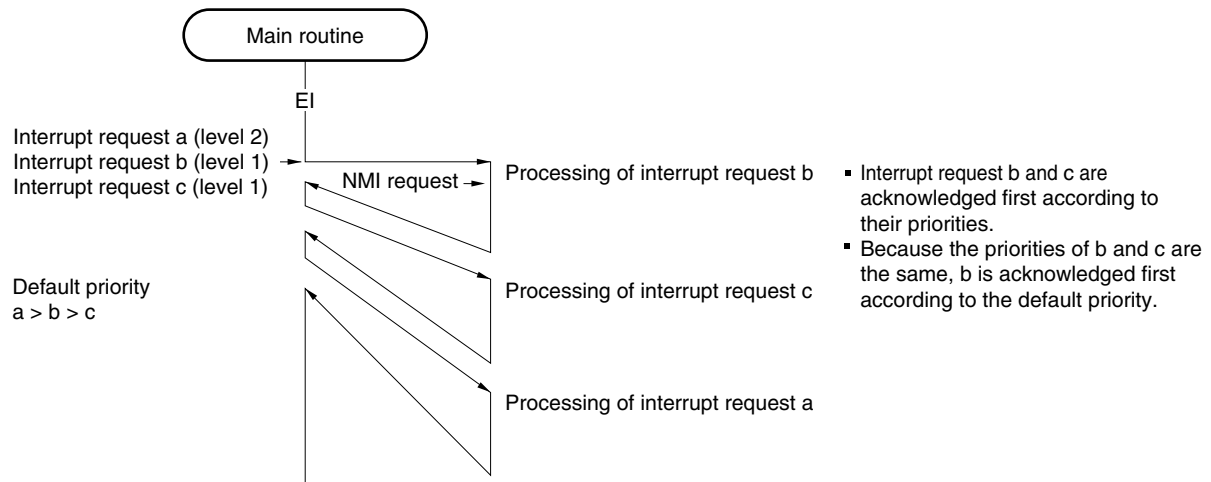 Main routine
EI
Interrupt request a (level 2)
Interrupt request b (level 1)
Interrupt request c (level 1)
NMI request
Processing of interrupt request b
▪ Interrupt request b and c are
acknowledged first according to
their priorities.
▪ Because the priorities of b and c are
the same, b is acknowledged first
according to the default priority.
Default priority
a > b > c
Processing of interrupt request c
Processing of interrupt request a